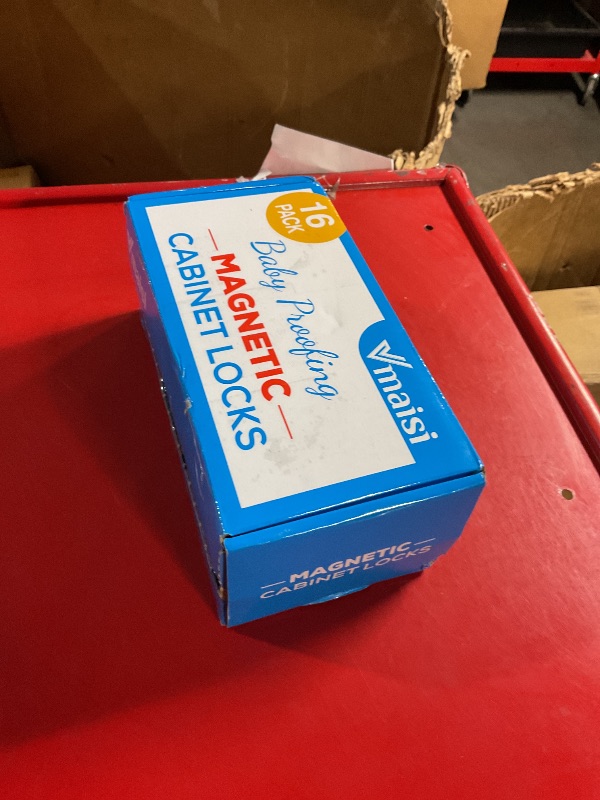 16
PACK
Baby Proofing
— MAGNETIC —
CABINET LOCKS
Vmaisi
— MAGNETIC —
CABINET LOCKS